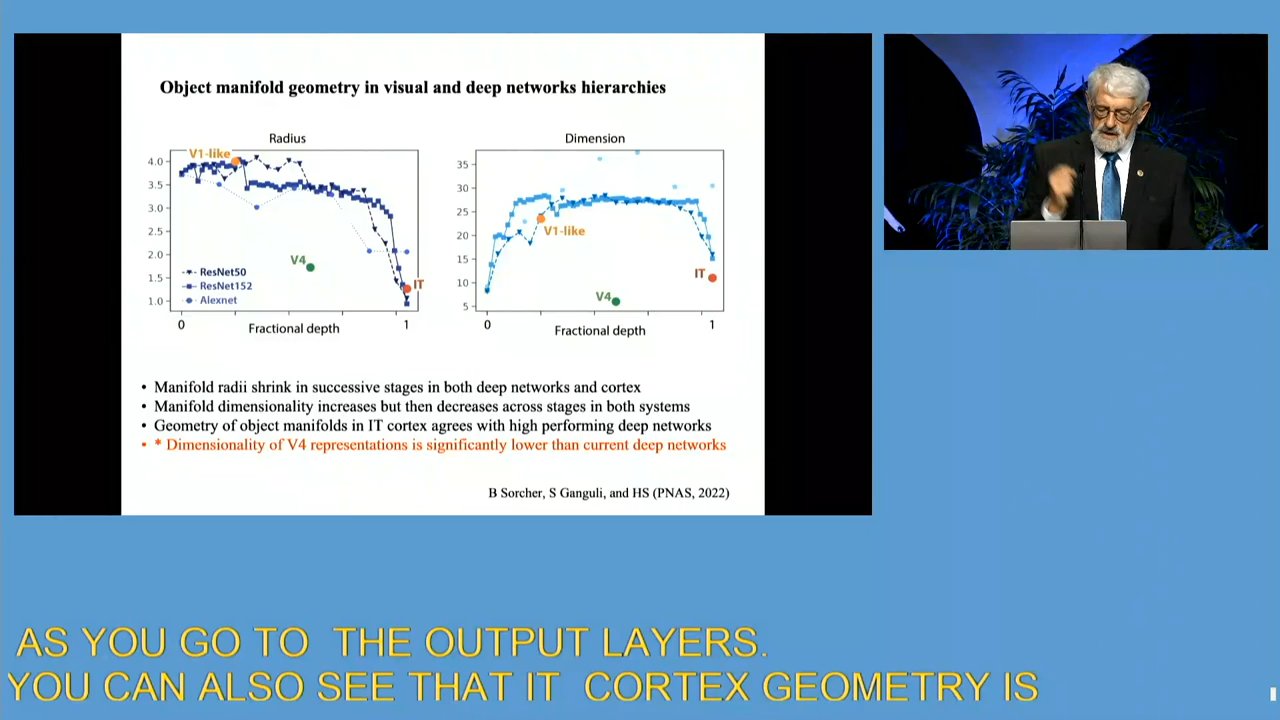 Object manifold geometry in visual and deep networks hierarchies
Radius
V1-like
4.0
3.5
3.0
2.5
2.0
1.5
1.0
V4
IT
ResNet50
ResNet152
Alexnet
0
Fractional depth
1
Dimension
35
30
25
20
15
10
5
V1-like
IT
V4
0
Fractional depth
1
• Manifold radii shrink in successive stages in both deep networks and cortex
• Manifold dimensionality increases but then decreases across stages in both systems
• Geometry of object manifolds in IT cortex agrees with high performing deep networks
• * Dimensionality of V4 representations is significantly lower than current deep networks
B Sorcher, S Ganguli, and HS (PNAS, 2022)
AS YOU GO TO THE OUTPUT LAYERS.
YOU CAN ALSO SEE THAT IT CORTEX GEOMETRY IS